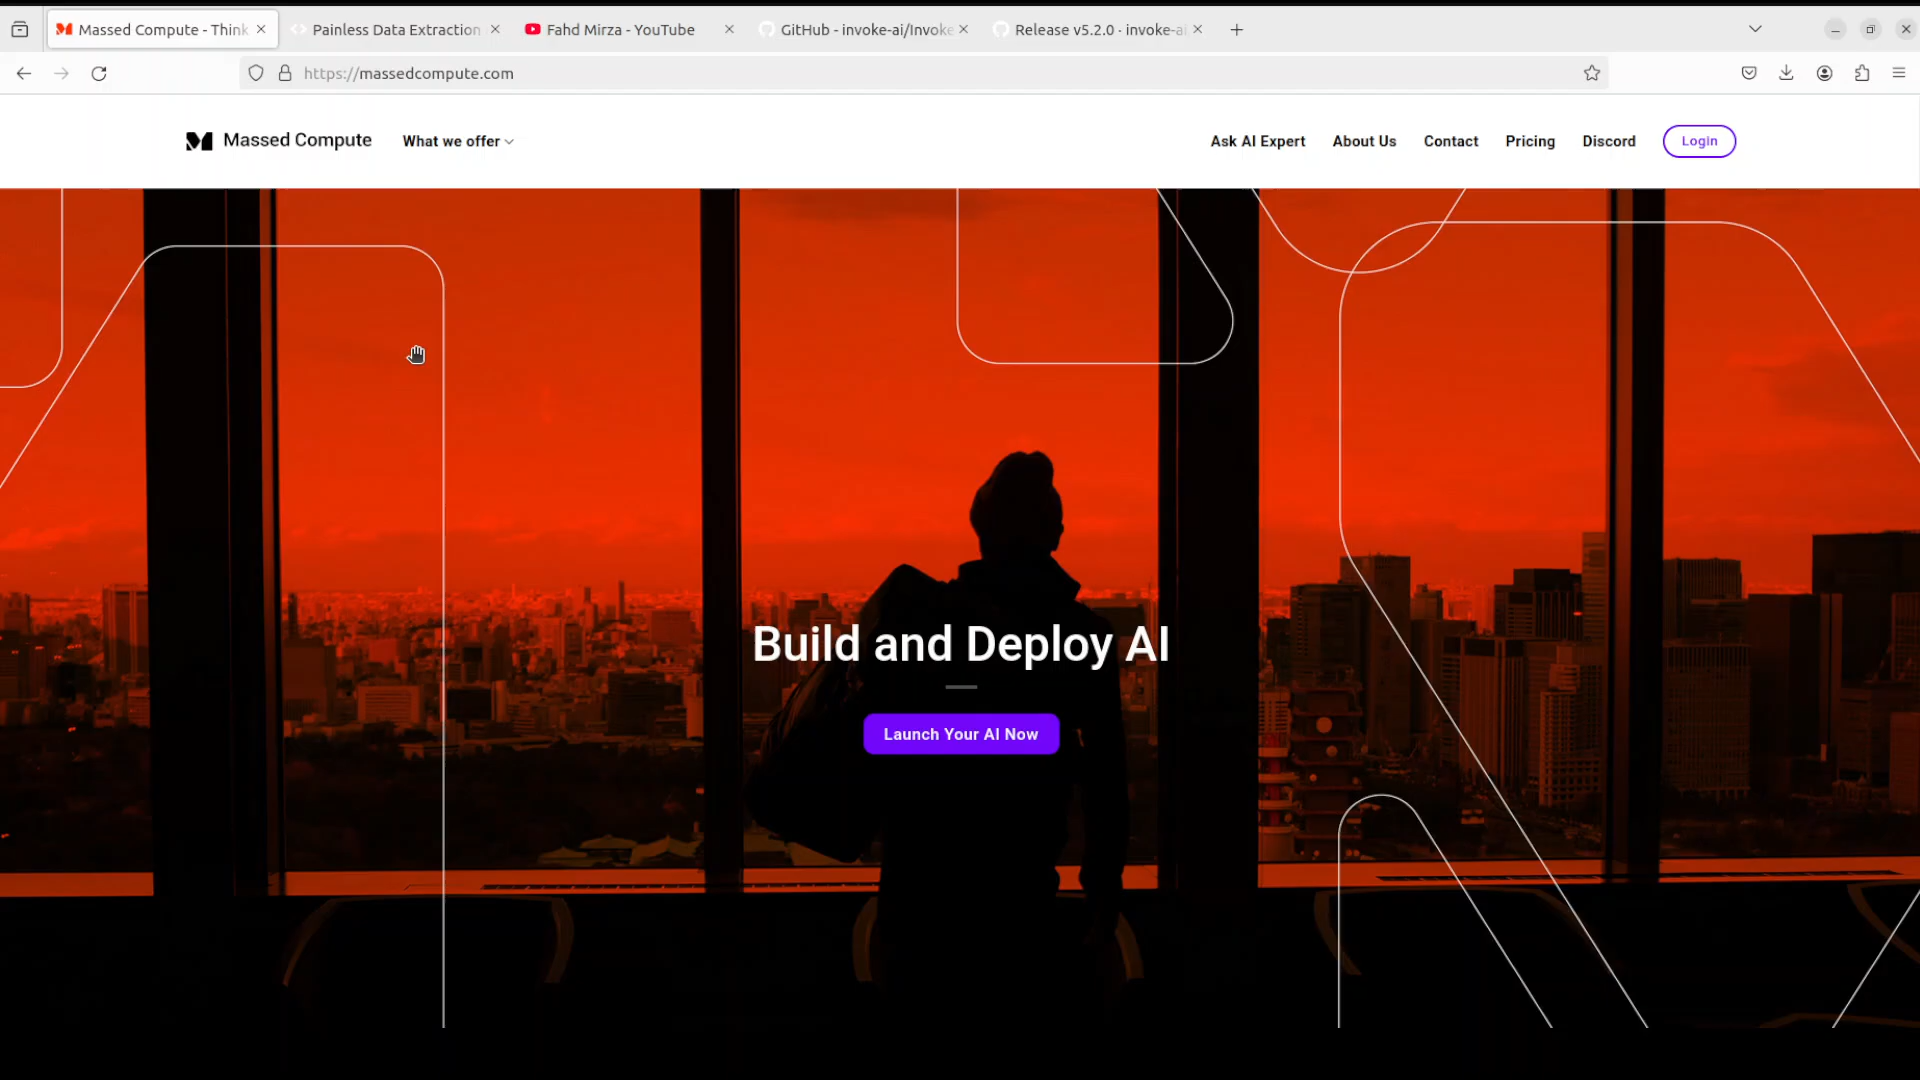 Massed Compute - Think
Painless Data Extraction
Fahd Mirza - YouTube
GitHub - invoke-ai/Invoke
Release v5.2.0 · invoke-ai
https://massedcompute.com
Massed Compute
What we offer
Ask AI Expert
About Us
Contact
Pricing
Discord
Login
Build and Deploy AI
Launch Your AI Now